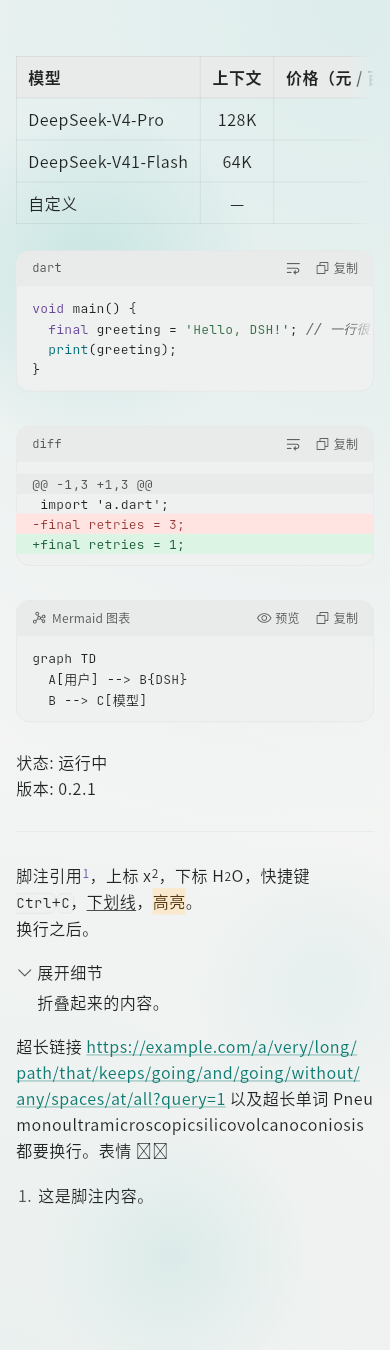 模型 上下文 价格（元 /
DeepSeek-V4-Pro 128K
DeepSeek-V41-Flash 64K
自定义 —
dart 复制
void main() {
  final greeting = 'Hello, DSH!'; // 一行很
  print(greeting);
}
diff 复制
@@ -1,3 +1,3 @@
 import 'a.dart';
-final retries = 3;
+final retries = 1;
Mermaid 图表 预览 复制
graph TD
  A[用户] --> B{DSH}
  B --> C[模型]
状态: 运行中
版本: 0.2.1
脚注引用1，上标 x2，下标 H2O，快捷键
Ctrl+C，下划线，高亮。
换行之后。
展开细节
折叠起来的内容。
超长链接 https://example.com/a/very/long/
path/that/keeps/going/and/going/without/
any/spaces/at/all?query=1 以及超长单词 Pneu
monoultramicroscopicsilicovolcanoconiosis
都要换行。表情
1. 这是脚注内容。